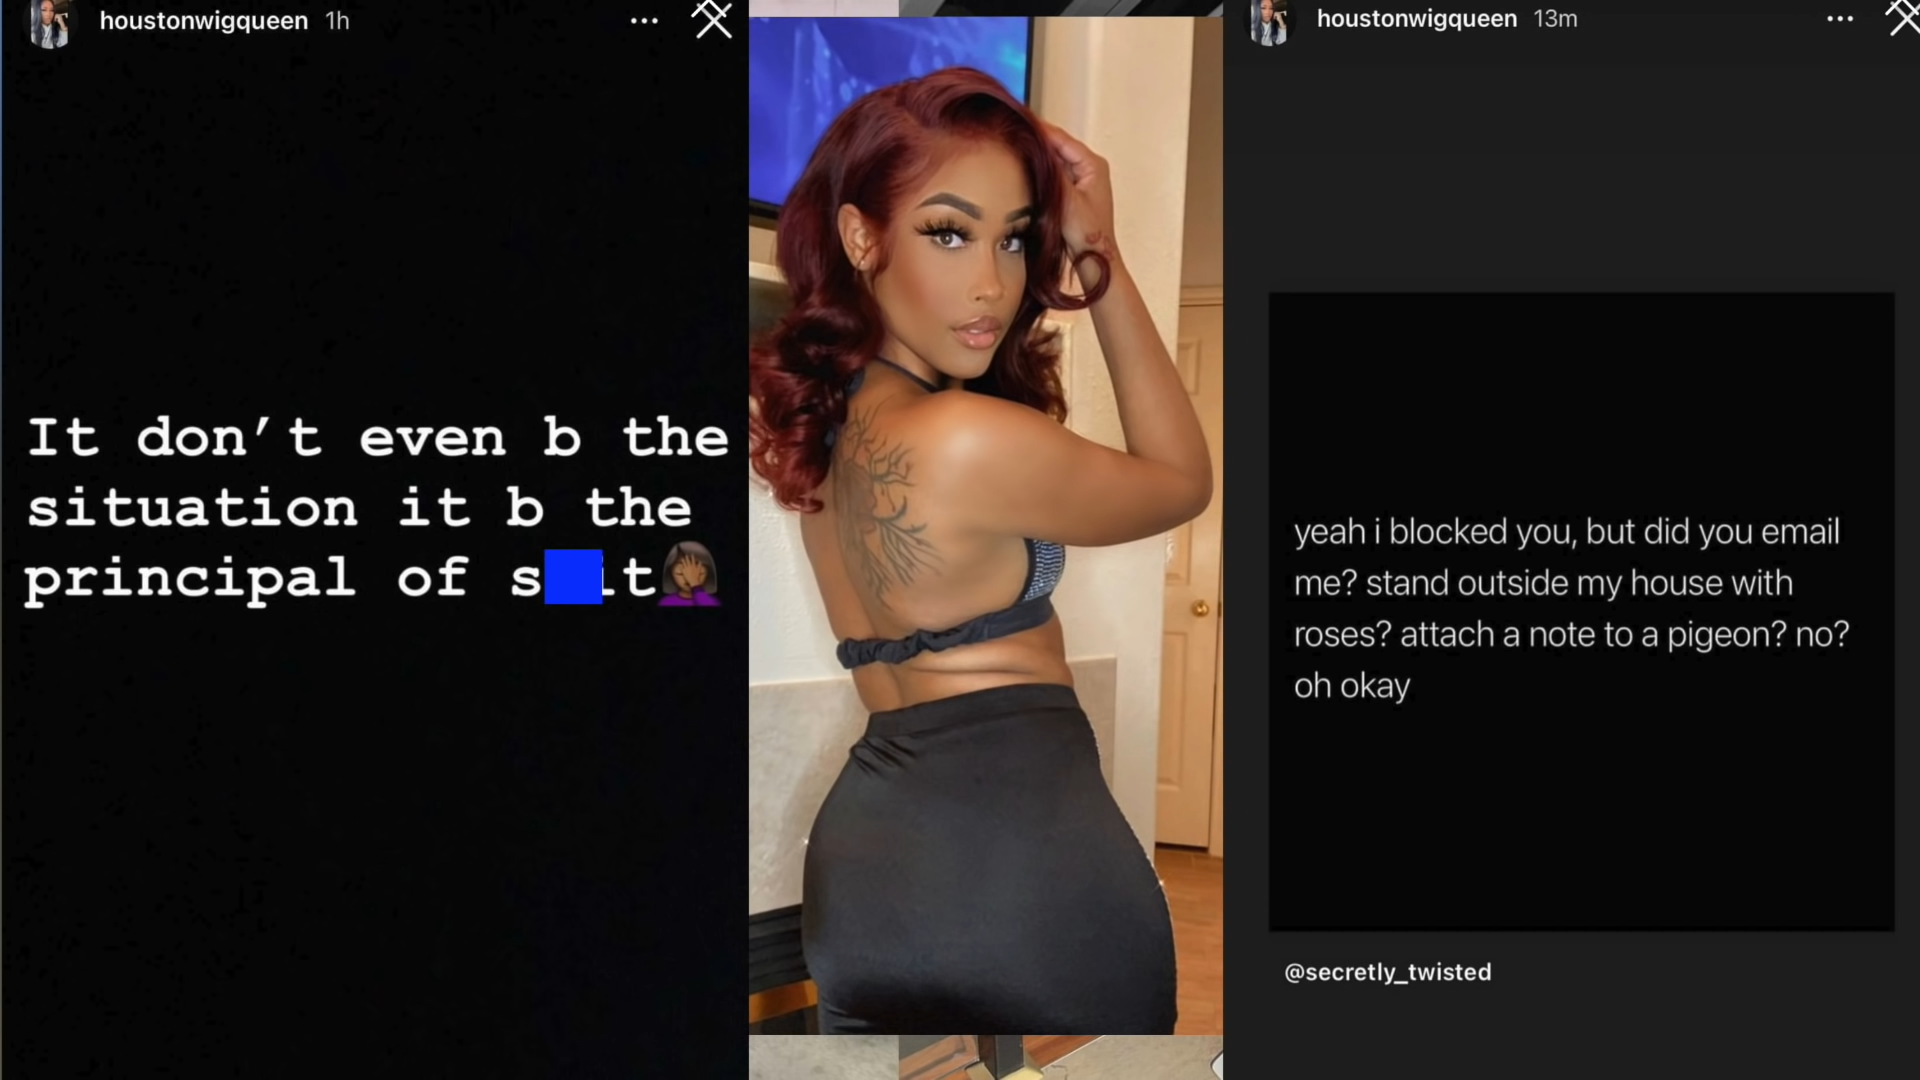 houstonwigqueen 1h
It don't even b the
situation it b the
principal of s it🤦🏾‍♀️
houstonwigqueen 13m
yeah i blocked you, but did you email
me? stand outside my house with
roses? attach a note to a pigeon? no?
oh okay
@secretly_twisted